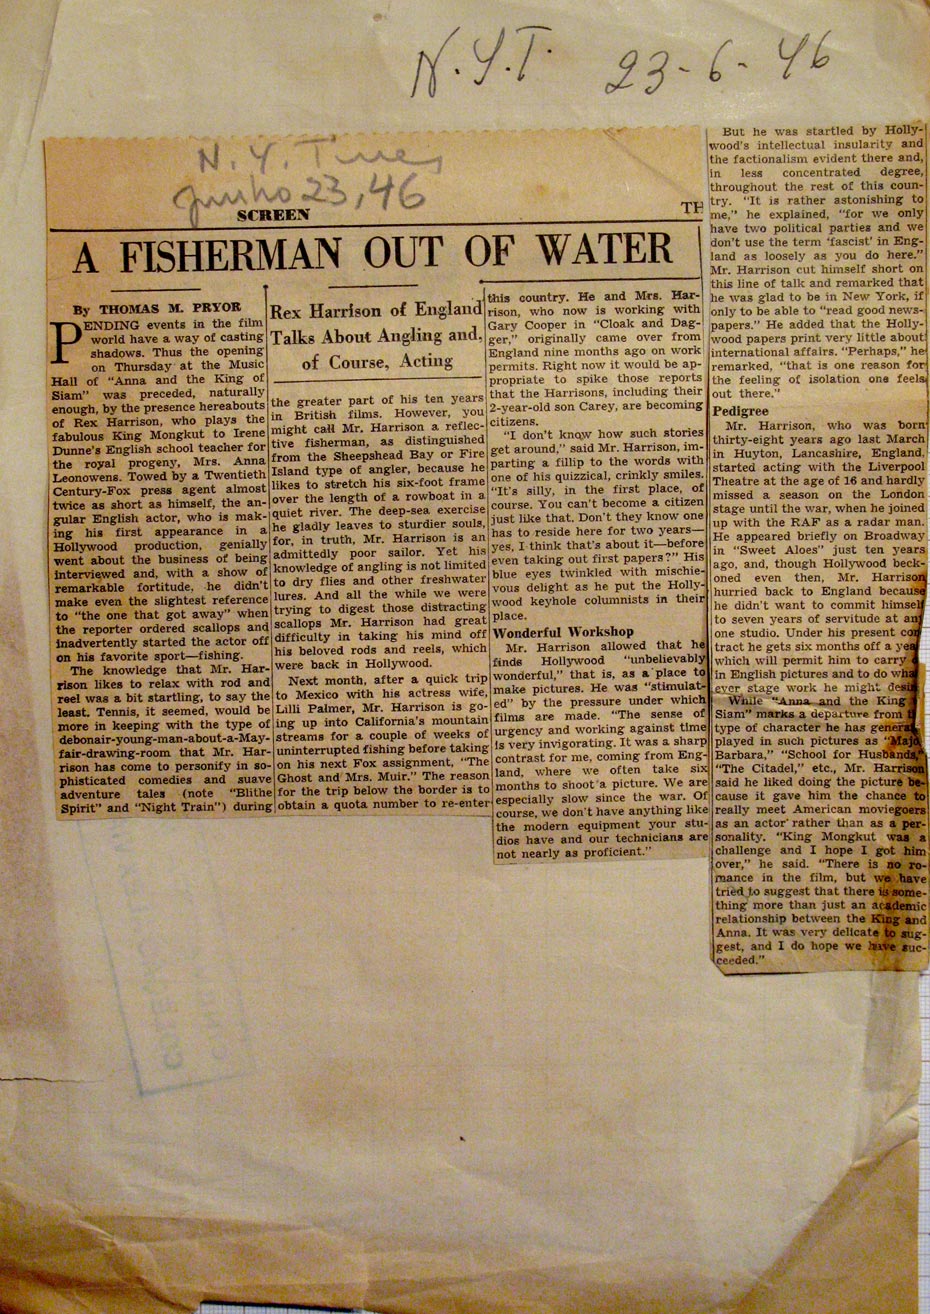 N.Y.T. 23-6-46
N. Y. Times
Junho 23, 46
SCREEN
TH
A FISHERMAN OUT OF WATER
By THOMAS M. PRYOR
PENDING events in the film
world have a way of casting
shadows. Thus the opening
on Thursday at the Music
Hall of “Anna and the King of
Siam” was preceded, naturally
enough, by the presence hereabouts
of Rex Harrison, who plays the
fabulous King Mongkut to Irene
Dunne’s English school teacher for
the royal progeny, Mrs. Anna
Leonowens. Towed by a Twentieth
Century-Fox press agent almost
twice as short as himself, the an-
gular English actor, who is mak-
ing his first appearance in a
Hollywood production, genially
went about the business of being
interviewed and, with a show of
remarkable fortitude, he didn’t
make even the slightest reference
to “the one that got away” when
the reporter ordered scallops and
inadvertently started the actor off
on his favorite sport—fishing.
The knowledge that Mr. Har-
rison likes to relax with rod and
reel was a bit startling, to say the
least. Tennis, it seemed, would be
more in keeping with the type of
debonair-young-man-about-a-May-
fair-drawing-room that Mr. Har-
rison has come to personify in so-
phisticated comedies and suave
adventure tales (note “Blithe
Spirit” and “Night Train”) during
Rex Harrison of England
Talks About Angling and,
of Course, Acting
the greater part of his ten years
in British films. However, you
might call Mr. Harrison a reflec-
tive fisherman, as distinguished
from the Sheepshead Bay or Fire
Island type of angler, because he
likes to stretch his six-foot frame
over the length of a rowboat in a
quiet river. The deep-sea exercise
he gladly leaves to sturdier souls,
for, in truth, Mr. Harrison is an
admittedly poor sailor. Yet his
knowledge of angling is not limited
to dry flies and other freshwater
lures. And all the while we were
trying to digest those distracting
scallops Mr. Harrison had great
difficulty in taking his mind off
his beloved rods and reels, which
were back in Hollywood.
Next month, after a quick trip
to Mexico with his actress wife,
Lilli Palmer, Mr. Harrison is go-
ing up into California’s mountain
streams for a couple of weeks of
uninterrupted fishing before taking
on his next Fox assignment, “The
Ghost and Mrs. Muir.” The reason
for the trip below the border is to
obtain a quota number to re-enter
this country. He and Mrs. Har-
rison, who now is working with
Gary Cooper in “Cloak and Dag-
ger,” originally came over from
England nine months ago on work
permits. Right now it would be ap-
propriate to spike those reports
that the Harrisons, including their
2-year-old son Carey, are becoming
citizens.
“I don’t know how such stories
get around,” said Mr. Harrison, im-
parting a fillip to the words with
one of his quizzical, crinkly smiles.
“It’s silly, in the first place, of
course. You can’t become a citizen
just like that. Don’t they know one
has to reside here for two years—
yes, I think that’s about it—before
even taking out first papers?” His
blue eyes twinkled with mischie-
vous delight as he put the Holly-
wood keyhole columnists in their
place.
Wonderful Workshop
Mr. Harrison allowed that he
finds Hollywood “unbelievably
wonderful,” that is, as a place to
make pictures. He was “stimulat-
ed” by the pressure under which
films are made. “The sense of
urgency and working against time
is very invigorating. It was a sharp
contrast for me, coming from Eng-
land, where we often take six
months to shoot a picture. We are
especially slow since the war. Of
course, we don’t have anything like
the modern equipment your stu-
dios have and our technicians are
not nearly as proficient.”
But he was startled by Holly-
wood’s intellectual insularity and
the factionalism evident there and,
in less concentrated degree,
throughout the rest of this coun-
try. “It is rather astonishing to
me,” he explained, “for we only
have two political parties and we
don’t use the term ‘fascist’ in Eng-
land as loosely as you do here.”
Mr. Harrison cut himself short on
this line of talk and remarked that
he was glad to be in New York, if
only to be able to “read good news-
papers.” He added that the Holly-
wood papers print very little about
international affairs. “Perhaps,” he
remarked, “that is one reason for
the feeling of isolation one feels
out there.”
Pedigree
Mr. Harrison, who was born
thirty-eight years ago last March
in Huyton, Lancashire, England,
started acting with the Liverpool
Theatre at the age of 16 and hardly
missed a season on the London
stage until the war, when he joined
up with the RAF as a radar man.
He appeared briefly on Broadway
in “Sweet Aloes” just ten years
ago, and, though Hollywood beck-
oned even then, Mr. Harrison
hurried back to England because
he didn’t want to commit himself
to seven years of servitude at an
one studio. Under his present con
tract he gets six months off a yea
which will permit him to carry
in English pictures and to do wha
ever stage work he might desir
While “Anna and the King
Siam” marks a departure from t
type of character he has general
played in such pictures as “Majo
Barbara,” “School for Husbands,”
“The Citadel,” etc., Mr. Harrison
said he liked doing the picture be-
cause it gave him the chance to
really meet American moviegoers
as an actor rather than as a per-
sonality. “King Mongkut was a
challenge and I hope I got him
over,” he said. “There is no ro-
mance in the film, but we have
tried to suggest that there is some-
thing more than just an academic
relationship between the King and
Anna. It was very delicate to sug-
gest, and I do hope we have suc-
ceeded.”